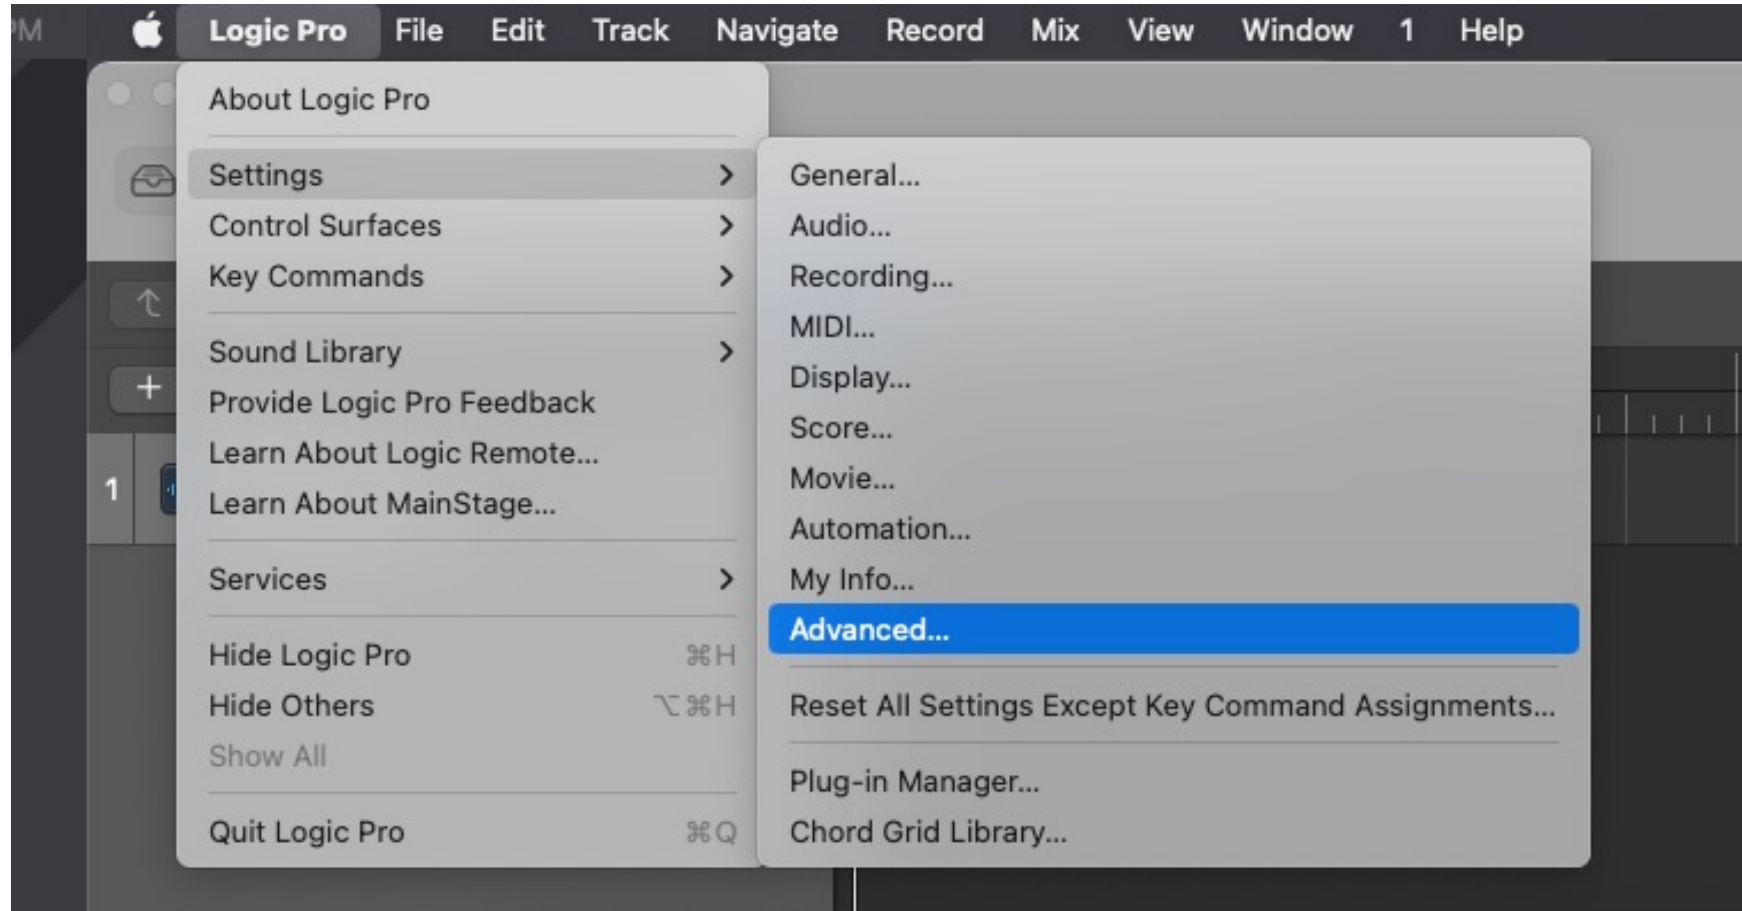 PM Logic Pro File Edit Track Navigate Record Mix View Window 1 Help
About Logic Pro
Settings
Control Surfaces
Key Commands
Sound Library
Provide Logic Pro Feedback
Learn About Logic Remote...
Learn About MainStage...
Services
Hide Logic Pro ⌘H
Hide Others ⌥⌘H
Show All
Quit Logic Pro ⌘Q
General...
Audio...
Recording...
MIDI...
Display...
Score...
Movie...
Automation...
My Info...
Advanced...
Reset All Settings Except Key Command Assignments...
Plug-in Manager...
Chord Grid Library...
1